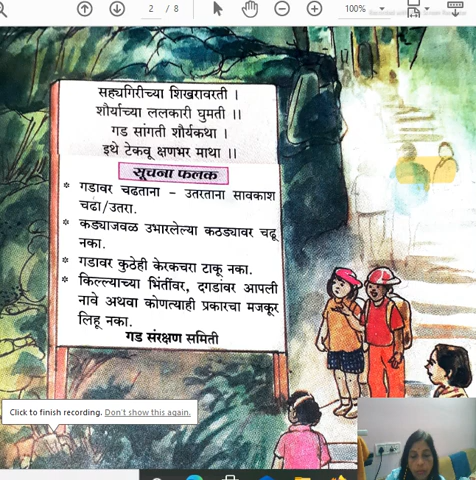 2 / 8
100%
सह्यगिरीच्या शिखरावरती ।
शौर्याच्या ललकारी घुमती ।।
गड सांगती शौर्यकथा ।
इथे टेकवू क्षणभर माथा ।।
सूचना फलक
* गडावर चढताना - उतरताना सावकाश
चढा/उतरा.
* कड्याजवळ उभारलेल्या कठड्यावर चढू
नका.
* गडावर कुठेही केरकचरा टाकू नका.
* किल्ल्याच्या भिंतींवर, दगडांवर आपली
नावे अथवा कोणत्याही प्रकारचा मजकूर
लिहू नका.
गड संरक्षण समिती
Click to finish recording. Don't show this again.